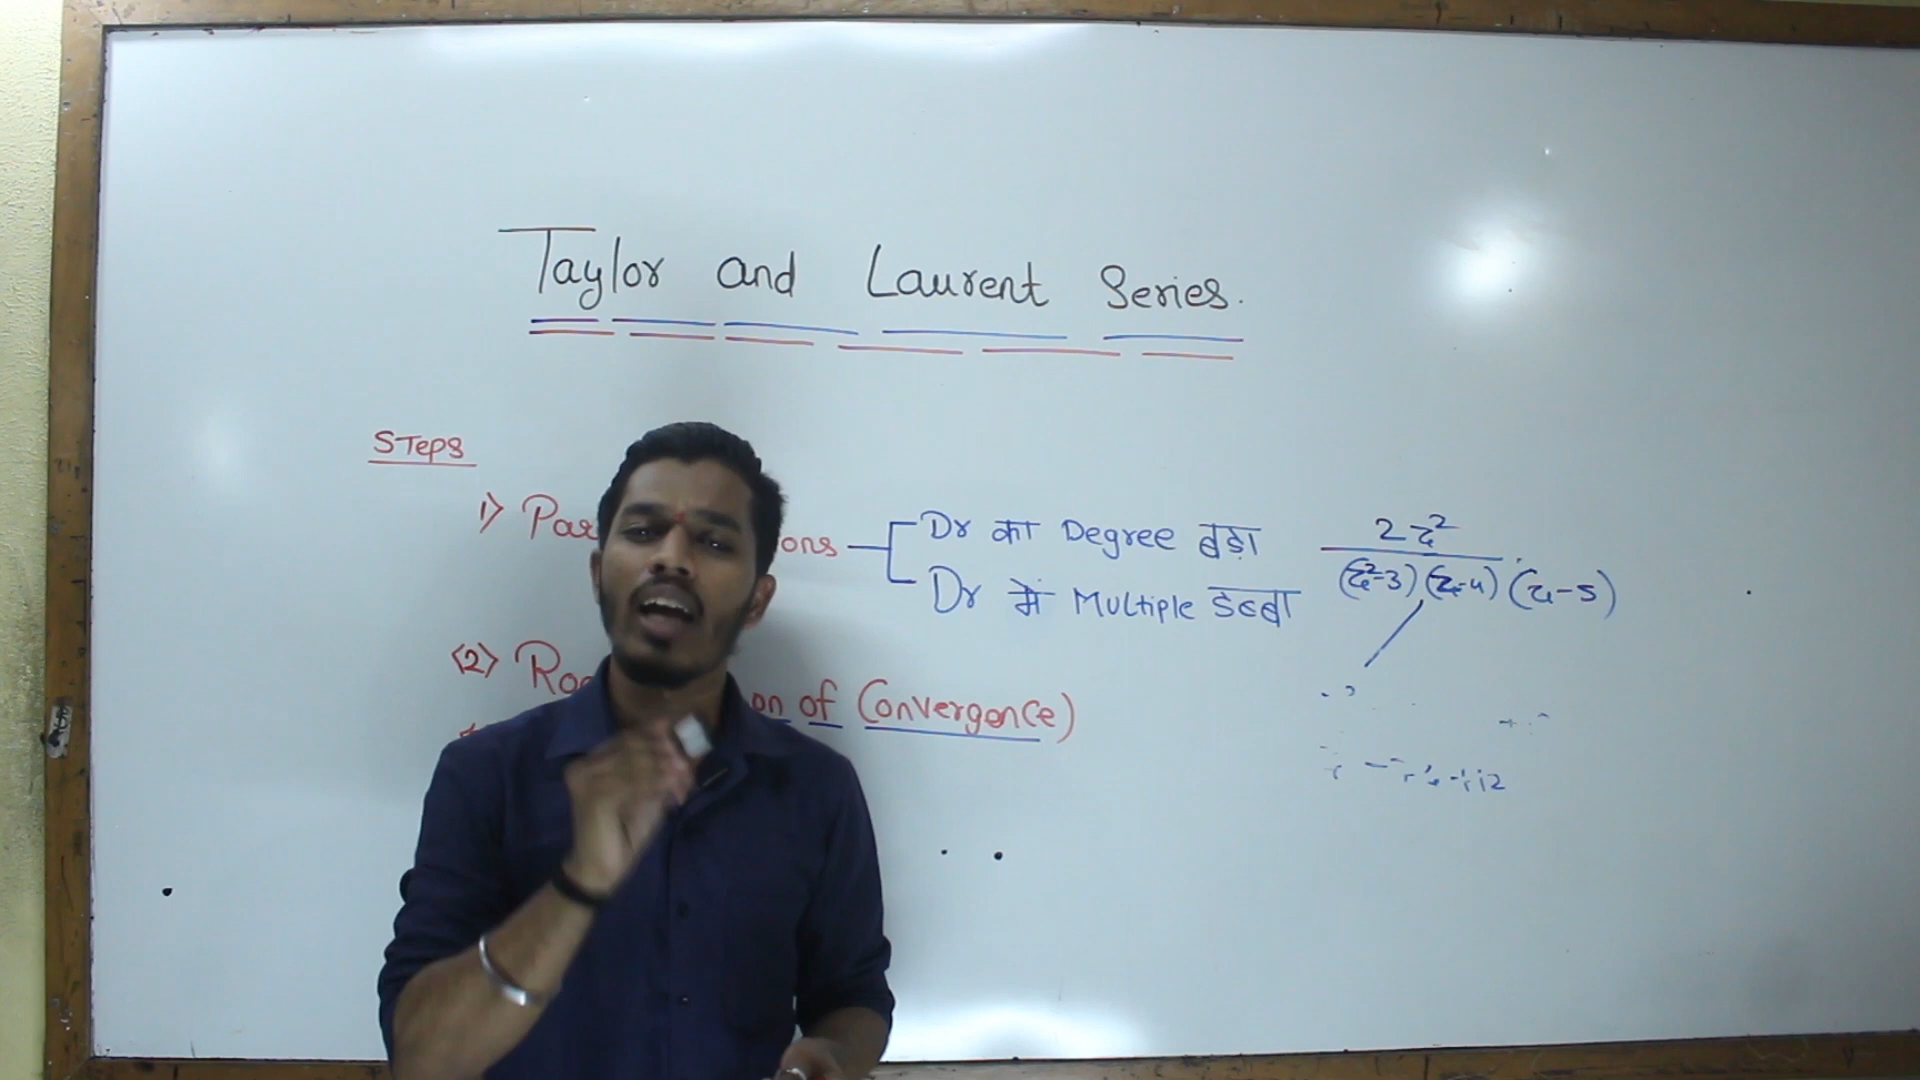 Taylor and Laurent Series.
STEPS
1) Par ons
Dr का Degree बड़ा
Dr में Multiple डब्बा
2z²
(z²-3) (z-4) (z-5)
(2) Ro on of Convergence)